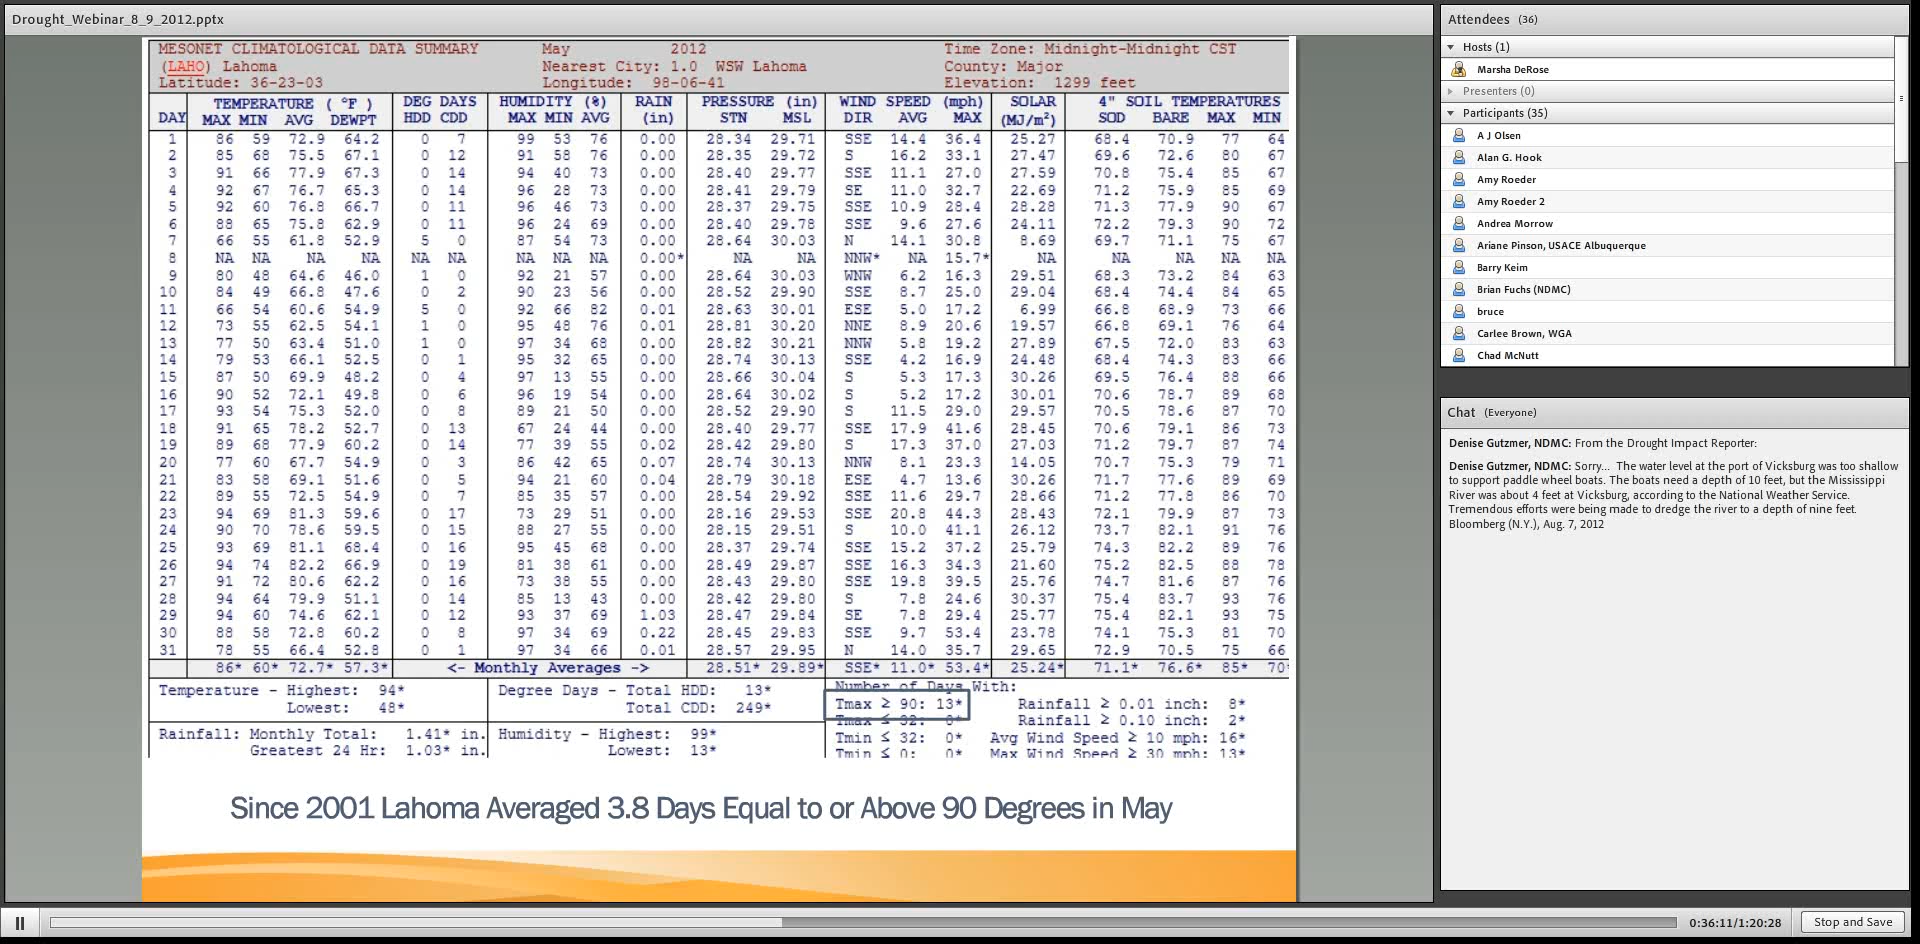 Drought_Webinar_8_9_2012.pptx
MESONET CLIMATOLOGICAL DATA SUMMARY May 2012 Time Zone: Midnight-Midnight CST
(LAHO) Lahoma Nearest City: 1.0 WSW Lahoma County: Major
Latitude: 36-23-03 Longitude: 98-06-41 Elevation: 1299 feet
TEMPERATURE ( °F ) DEG DAYS HUMIDITY (%) RAIN PRESSURE (in) WIND SPEED (mph) SOLAR 4" SOIL TEMPERATURES
DAY MAX MIN AVG DEWPT HDD CDD MAX MIN AVG (in) STN MSL DIR AVG MAX (MJ/m²) SOD BARE MAX MIN
1 86 59 72.9 64.2 0 7 99 53 76 0.00 28.34 29.71 SSE 14.4 36.4 25.27 68.4 70.9 77 64
2 85 68 75.5 67.1 0 12 91 58 76 0.00 28.35 29.72 S 16.2 33.1 27.47 69.6 72.6 80 67
3 91 66 77.9 67.3 0 14 94 40 73 0.00 28.40 29.77 SSE 11.1 27.0 27.59 70.8 75.4 85 67
4 92 67 76.7 65.3 0 14 96 28 73 0.00 28.41 29.79 SE 11.0 32.7 22.69 71.2 75.9 85 69
5 92 60 76.8 66.7 0 11 96 46 73 0.00 28.37 29.75 SSE 10.9 28.4 28.28 71.3 77.9 90 67
6 88 65 75.8 62.9 0 11 96 24 69 0.00 28.40 29.78 SSE 9.6 27.6 24.11 72.2 79.3 90 72
7 66 55 61.8 52.9 5 0 87 54 73 0.00 28.64 30.03 N 14.1 30.8 8.69 69.7 71.1 75 67
8 NA NA NA NA NA NA NA NA NA 0.00* NA NA NNW* NA 15.7* NA NA NA NA NA
9 80 48 64.6 46.0 1 0 92 21 57 0.00 28.64 30.03 WNW 6.2 16.3 29.51 68.3 73.2 84 63
10 84 49 66.8 47.6 0 2 90 23 56 0.00 28.52 29.90 SSE 8.7 25.0 29.04 68.4 74.4 84 65
11 66 54 60.6 54.9 5 0 92 66 82 0.01 28.63 30.01 ESE 5.0 17.2 6.99 66.8 68.9 73 66
12 73 55 62.5 54.1 1 0 95 48 76 0.01 28.81 30.20 NNE 8.9 20.6 19.57 66.8 69.1 76 64
13 77 50 63.4 51.0 1 0 97 34 68 0.00 28.82 30.21 NNW 5.8 19.2 27.89 67.5 72.0 83 63
14 79 53 66.1 52.5 0 1 95 32 65 0.00 28.74 30.13 SSE 4.2 16.9 24.48 68.4 74.3 83 66
15 87 50 69.9 48.2 0 4 97 13 55 0.00 28.66 30.04 S 5.3 17.3 30.26 69.5 76.4 88 66
16 90 52 72.1 49.8 0 6 96 19 54 0.00 28.64 30.02 S 5.2 17.2 30.01 70.6 78.7 89 68
17 93 54 75.3 52.0 0 8 89 21 50 0.00 28.52 29.90 S 11.5 29.0 29.57 70.5 78.6 87 70
18 91 65 78.2 52.7 0 13 67 24 44 0.00 28.40 29.77 SSE 17.9 41.6 28.45 70.6 79.1 86 73
19 89 68 77.9 60.2 0 14 77 39 55 0.02 28.42 29.80 S 17.3 37.0 27.03 71.2 79.7 87 74
20 77 60 67.7 54.9 0 3 86 42 65 0.07 28.74 30.13 NNW 8.1 23.3 14.05 70.7 75.3 79 71
21 83 58 69.1 51.6 0 5 94 21 60 0.04 28.79 30.18 ESE 4.7 13.6 30.26 71.7 77.6 89 69
22 89 55 72.5 54.9 0 7 85 35 57 0.00 28.54 29.92 SSE 11.6 29.7 28.66 71.2 77.8 86 70
23 94 69 81.3 59.6 0 17 73 29 51 0.00 28.16 29.53 SSE 20.8 44.3 28.43 72.1 79.9 87 73
24 90 70 78.6 59.5 0 15 88 27 55 0.00 28.15 29.51 S 10.0 41.1 26.12 73.7 82.1 91 76
25 93 69 81.1 68.4 0 16 95 45 68 0.00 28.37 29.74 SSE 15.2 37.2 25.79 74.3 82.2 89 76
26 94 74 82.2 66.9 0 19 81 38 61 0.00 28.49 29.87 SSE 16.3 34.3 21.60 75.2 82.5 88 78
27 91 72 80.6 62.2 0 16 73 38 55 0.00 28.43 29.80 SSE 19.8 39.5 25.76 74.7 81.6 87 76
28 94 64 79.9 51.1 0 14 85 13 43 0.00 28.42 29.80 S 7.8 24.6 30.37 75.4 83.7 93 76
29 94 60 74.6 62.1 0 12 93 37 69 1.03 28.47 29.84 SE 7.8 29.4 25.77 75.4 82.1 93 75
30 88 58 72.8 60.2 0 8 97 34 69 0.22 28.45 29.83 SSE 9.7 53.4 23.78 74.1 75.3 81 70
31 78 55 66.4 52.8 0 1 97 34 66 0.01 28.57 29.95 N 14.0 35.7 29.65 72.9 70.5 75 66
86* 60* 72.7* 57.3* <- Monthly Averages -> 28.51* 29.89* SSE* 11.0* 53.4* 25.24* 71.1* 76.6* 85* 70*
Temperature - Highest: 94* Degree Days - Total HDD: 13* Number of Days With:
Lowest: 48* Total CDD: 249* Tmax ≥ 90: 13* Rainfall ≥ 0.01 inch: 8*
Tmax ≤ 32: 0* Rainfall ≥ 0.10 inch: 2*
Rainfall: Monthly Total: 1.41* in. Humidity - Highest: 99* Tmin ≤ 32: 0* Avg Wind Speed ≥ 10 mph: 16*
Greatest 24 Hr: 1.03* in. Lowest: 13* Tmin ≤ 0: 0* Max Wind Speed ≥ 30 mph: 13*
Since 2001 Lahoma Averaged 3.8 Days Equal to or Above 90 Degrees in May
Attendees (36)
Hosts (1)
Marsha DeRose
Presenters (0)
Participants (35)
A J Olsen
Alan G. Hook
Amy Roeder
Amy Roeder 2
Andrea Morrow
Ariane Pinson, USACE Albuquerque
Barry Keim
Brian Fuchs (NDMC)
bruce
Carlee Brown, WGA
Chad McNutt
Chat (Everyone)
Denise Gutzmer, NDMC: From the Drought Impact Reporter:
Denise Gutzmer, NDMC: Sorry... The water level at the port of Vicksburg was too shallow
to support paddle wheel boats. The boats need a depth of 10 feet, but the Mississippi
River was about 4 feet at Vicksburg, according to the National Weather Service.
Tremendous efforts were being made to dredge the river to a depth of nine feet.
Bloomberg (N.Y.), Aug. 7, 2012
0:36:11/1:20:28
Stop and Save